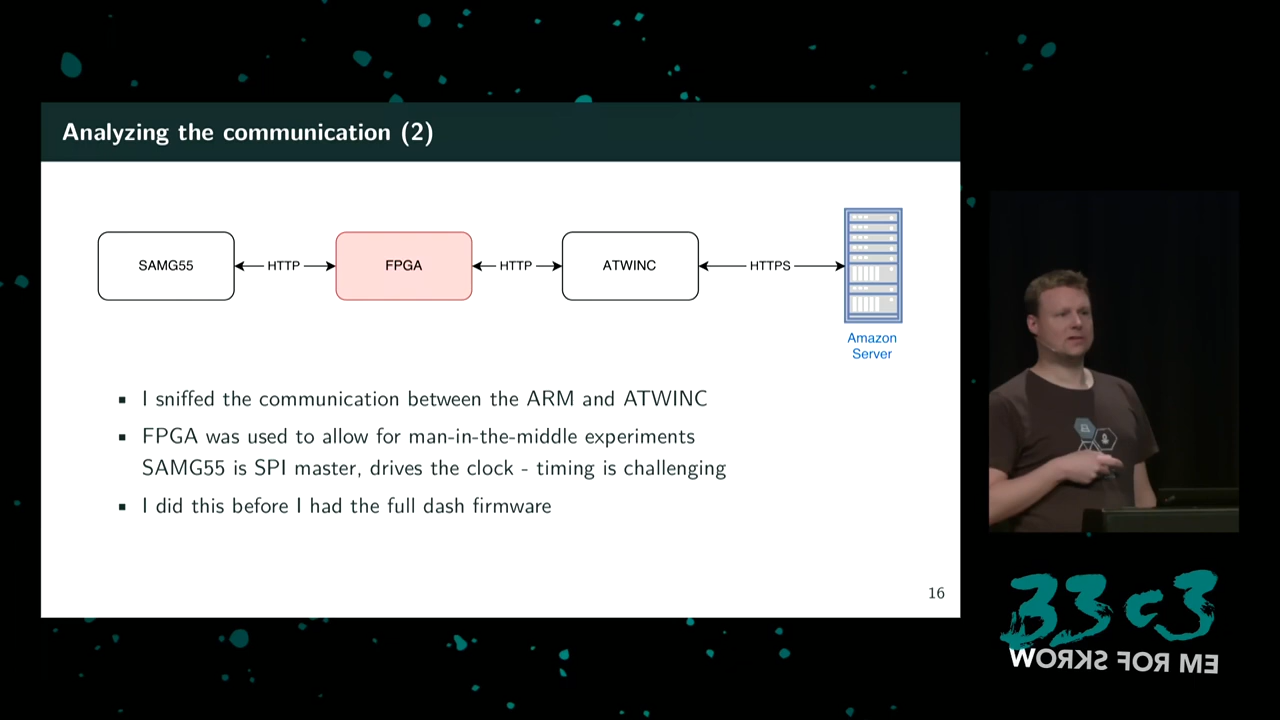 Analyzing the communication (2)
SAMG55
HTTP
FPGA
HTTP
ATWINC
HTTPS
Amazon
Server
▪ I sniffed the communication between the ARM and ATWINC
▪ FPGA was used to allow for man-in-the-middle experiments
SAMG55 is SPI master, drives the clock - timing is challenging
▪ I did this before I had the full dash firmware
16
33c3
WORKS FOR ME